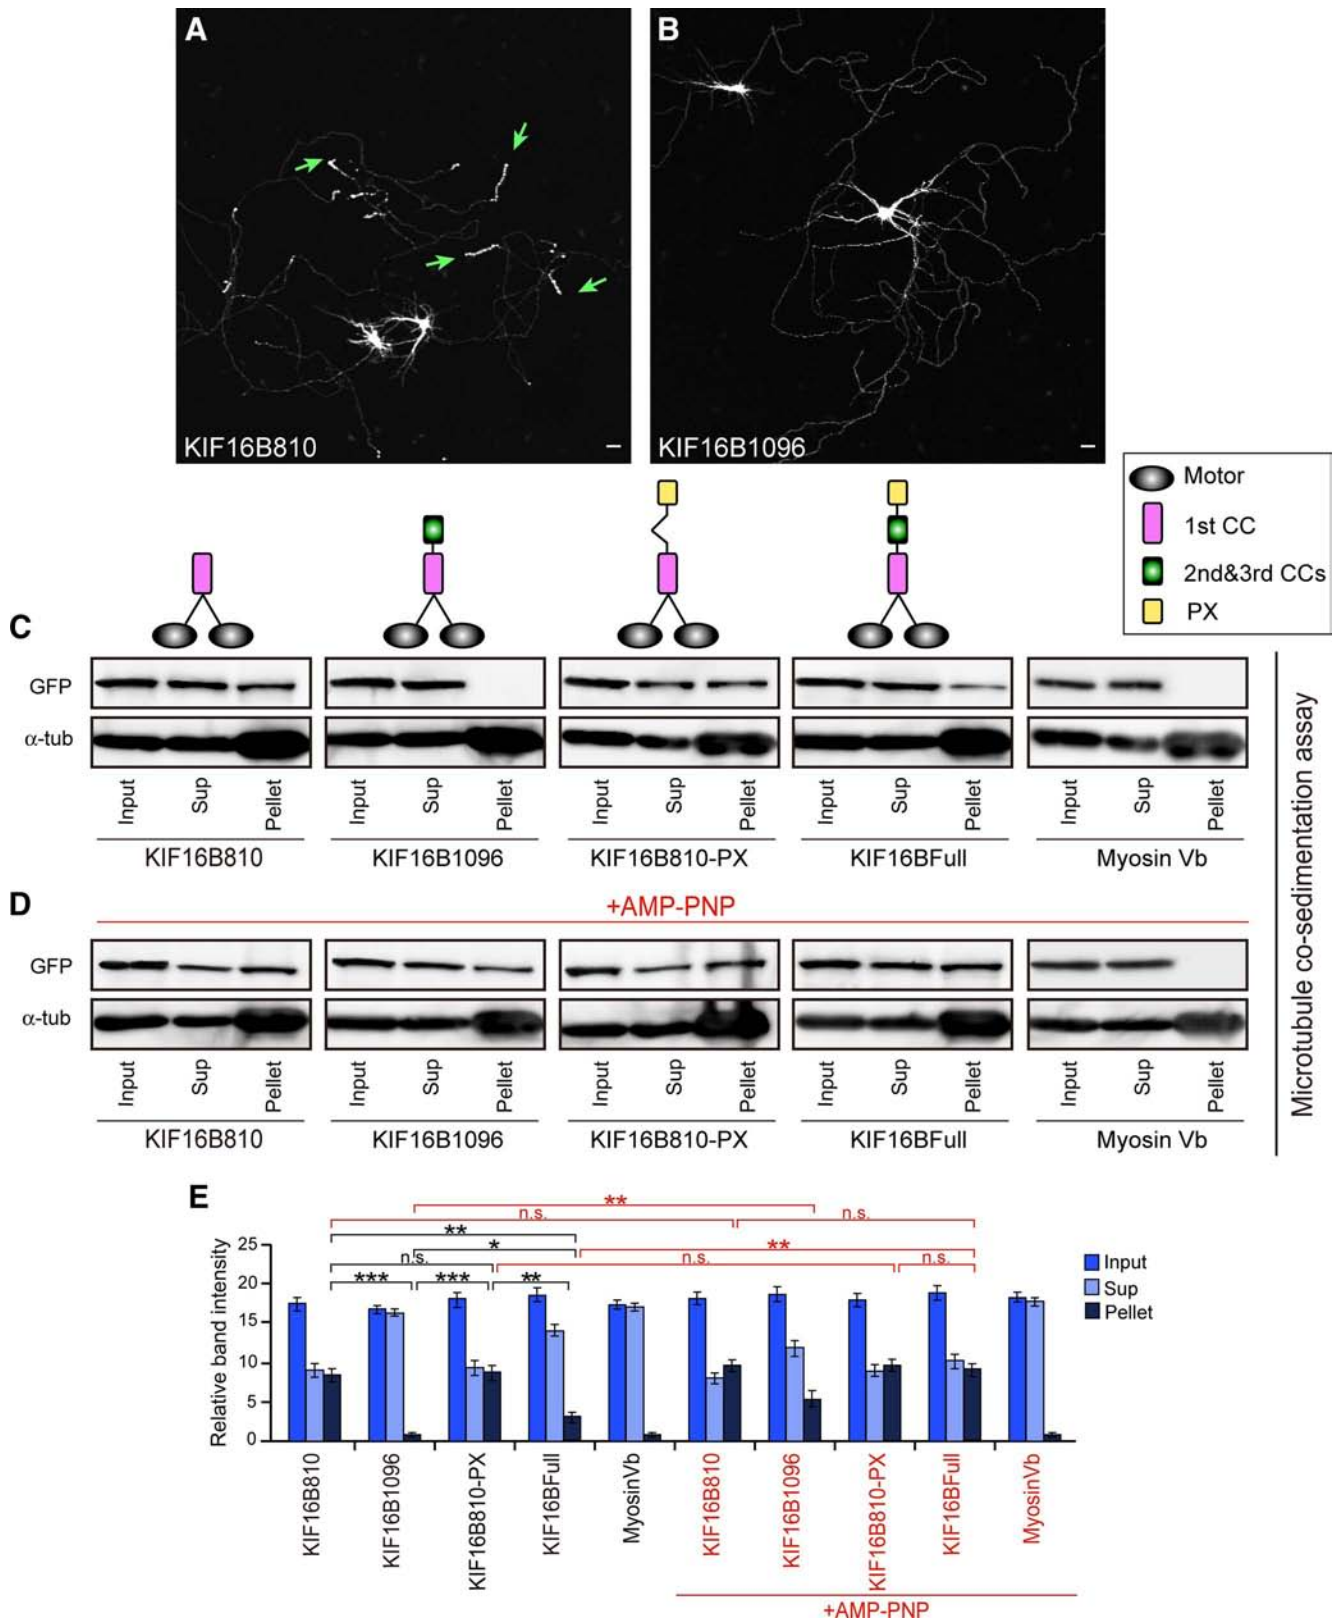 A
B
KIF16B810
KIF16B1096
Motor
1st CC
2nd&3rd CCs
PX
C
GFP
α-tub
Input Sup Pellet Input Sup Pellet Input Sup Pellet Input Sup Pellet Input Sup Pellet
KIF16B810 KIF16B1096 KIF16B810-PX KIF16BFull Myosin Vb
D
+AMP-PNP
GFP
α-tub
Input Sup Pellet Input Sup Pellet Input Sup Pellet Input Sup Pellet Input Sup Pellet
KIF16B810 KIF16B1096 KIF16B810-PX KIF16BFull Myosin Vb
Microtubule co-sedimentation assay
E
**
n.s. n.s.
**
* **
n.s. n.s. n.s.
*** *** **
Relative band intensity
25
20
15
10
5
0
Input
Sup
Pellet
KIF16B810 KIF16B1096 KIF16B810-PX KIF16BFull MyosinVb KIF16B810 KIF16B1096 KIF16B810-PX KIF16BFull MyosinVb
+AMP-PNP